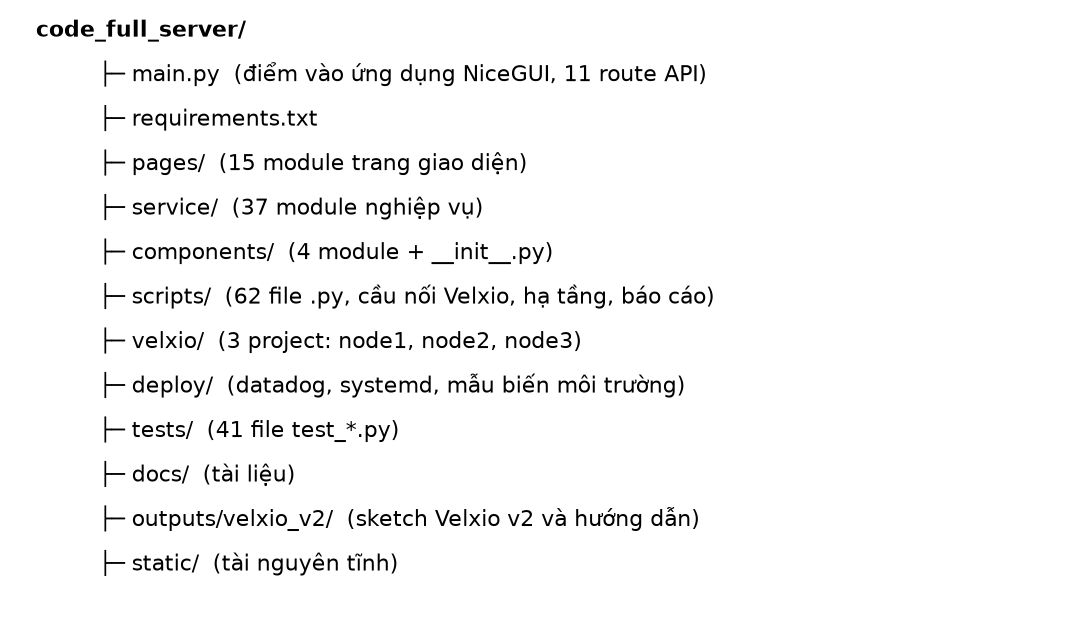 code_full_server/
├─ main.py  (điểm vào ứng dụng NiceGUI, 11 route API)
├─ requirements.txt
├─ pages/  (15 module trang giao diện)
├─ service/  (37 module nghiệp vụ)
├─ components/  (4 module + __init__.py)
├─ scripts/  (62 file .py, cầu nối Velxio, hạ tầng, báo cáo)
├─ velxio/  (3 project: node1, node2, node3)
├─ deploy/  (datadog, systemd, mẫu biến môi trường)
├─ tests/  (41 file test_*.py)
├─ docs/  (tài liệu)
├─ outputs/velxio_v2/  (sketch Velxio v2 và hướng dẫn)
├─ static/  (tài nguyên tĩnh)